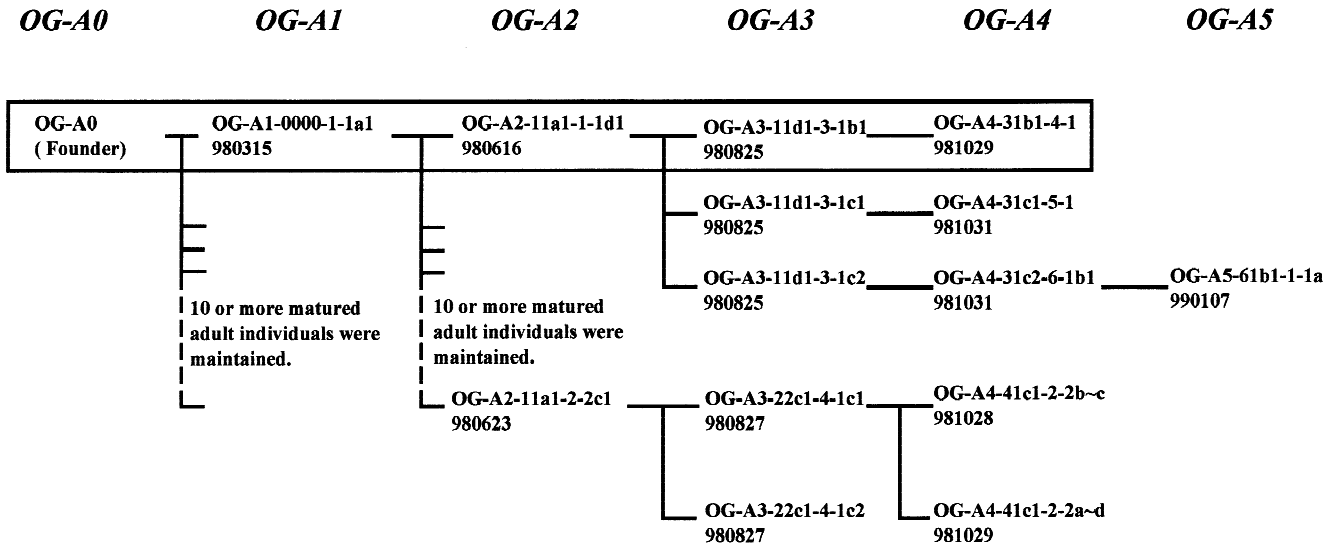 OG-A0 OG-A1 OG-A2 OG-A3 OG-A4 OG-A5
OG-A0
( Founder)
OG-A1-0000-1-1a1
980315
OG-A2-11a1-1-1d1
980616
OG-A3-11d1-3-1b1
980825
OG-A4-31b1-4-1
981029
OG-A3-11d1-3-1c1
980825
OG-A4-31c1-5-1
981031
OG-A3-11d1-3-1c2
980825
OG-A4-31c2-6-1b1
981031
OG-A5-61b1-1-1a
990107
10 or more matured
adult individuals were
maintained.
10 or more matured
adult individuals were
maintained.
OG-A2-11a1-2-2c1
980623
OG-A3-22c1-4-1c1
980827
OG-A4-41c1-2-2b~c
981028
OG-A3-22c1-4-1c2
980827
OG-A4-41c1-2-2a~d
981029